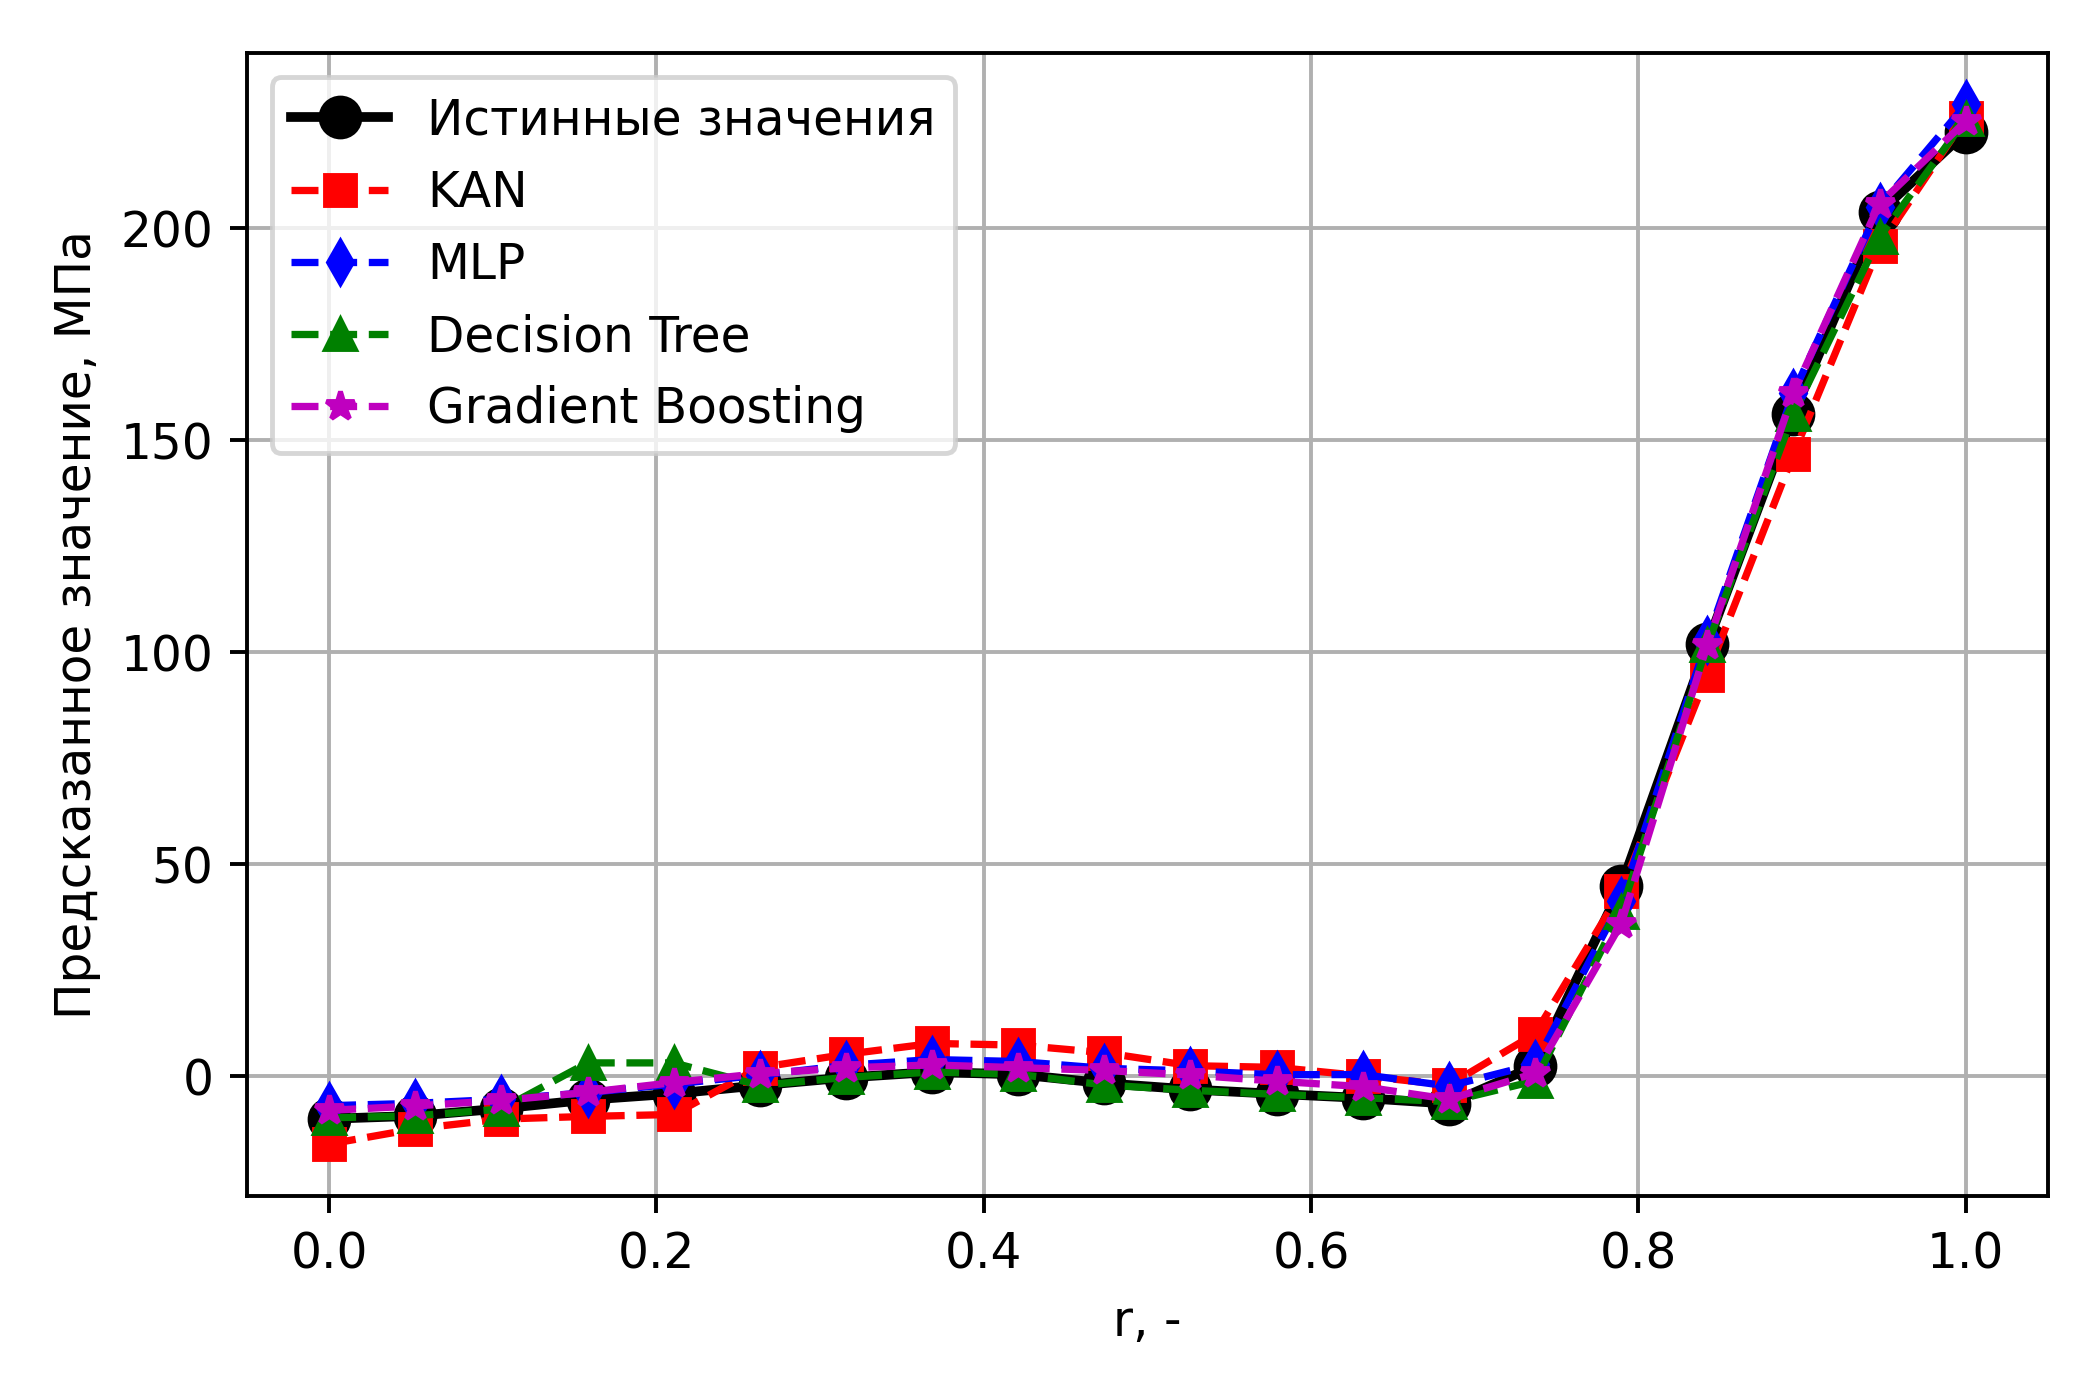 Истинные значения
KAN
MLP
Decision Tree
Gradient Boosting
Предсказанное значение, МПа
200
150
100
50
0
0.0 0.2 0.4 0.6 0.8 1.0
r, -